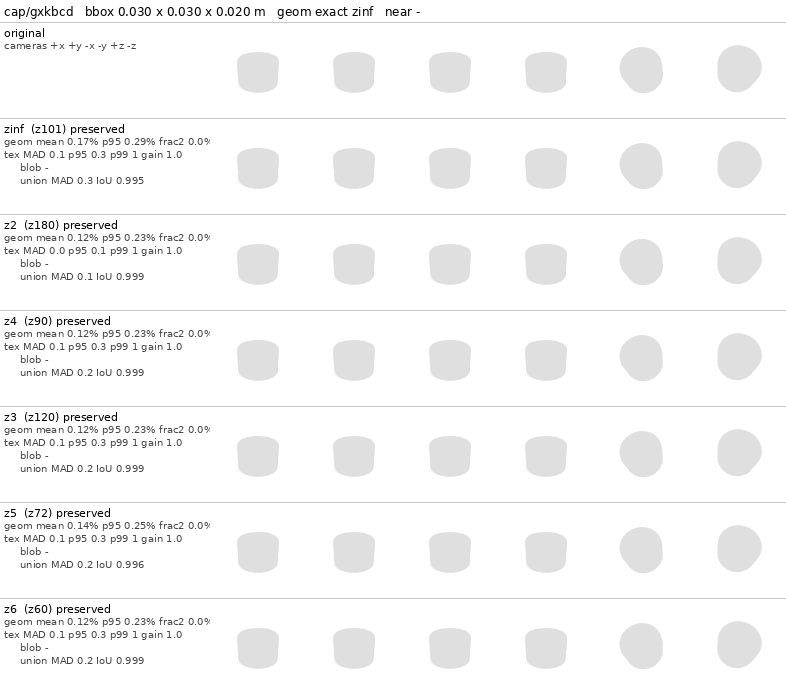 cap/gxkbcd bbox 0.030 x 0.030 x 0.020 m geom exact zinf near -
original
cameras +x +y -x -y +z -z
zinf (z101) preserved
geom mean 0.17% p95 0.29% frac2 0.0%
tex MAD 0.1 p95 0.3 p99 1 gain 1.0
blob -
union MAD 0.3 IoU 0.995
z2 (z180) preserved
geom mean 0.12% p95 0.23% frac2 0.0%
tex MAD 0.0 p95 0.1 p99 1 gain 1.0
blob -
union MAD 0.1 IoU 0.999
z4 (z90) preserved
geom mean 0.12% p95 0.23% frac2 0.0%
tex MAD 0.1 p95 0.3 p99 1 gain 1.0
blob -
union MAD 0.2 IoU 0.999
z3 (z120) preserved
geom mean 0.12% p95 0.23% frac2 0.0%
tex MAD 0.1 p95 0.3 p99 1 gain 1.0
blob -
union MAD 0.2 IoU 0.999
z5 (z72) preserved
geom mean 0.14% p95 0.25% frac2 0.0%
tex MAD 0.1 p95 0.3 p99 1 gain 1.0
blob -
union MAD 0.2 IoU 0.996
z6 (z60) preserved
geom mean 0.12% p95 0.23% frac2 0.0%
tex MAD 0.1 p95 0.3 p99 1 gain 1.0
blob -
union MAD 0.2 IoU 0.999